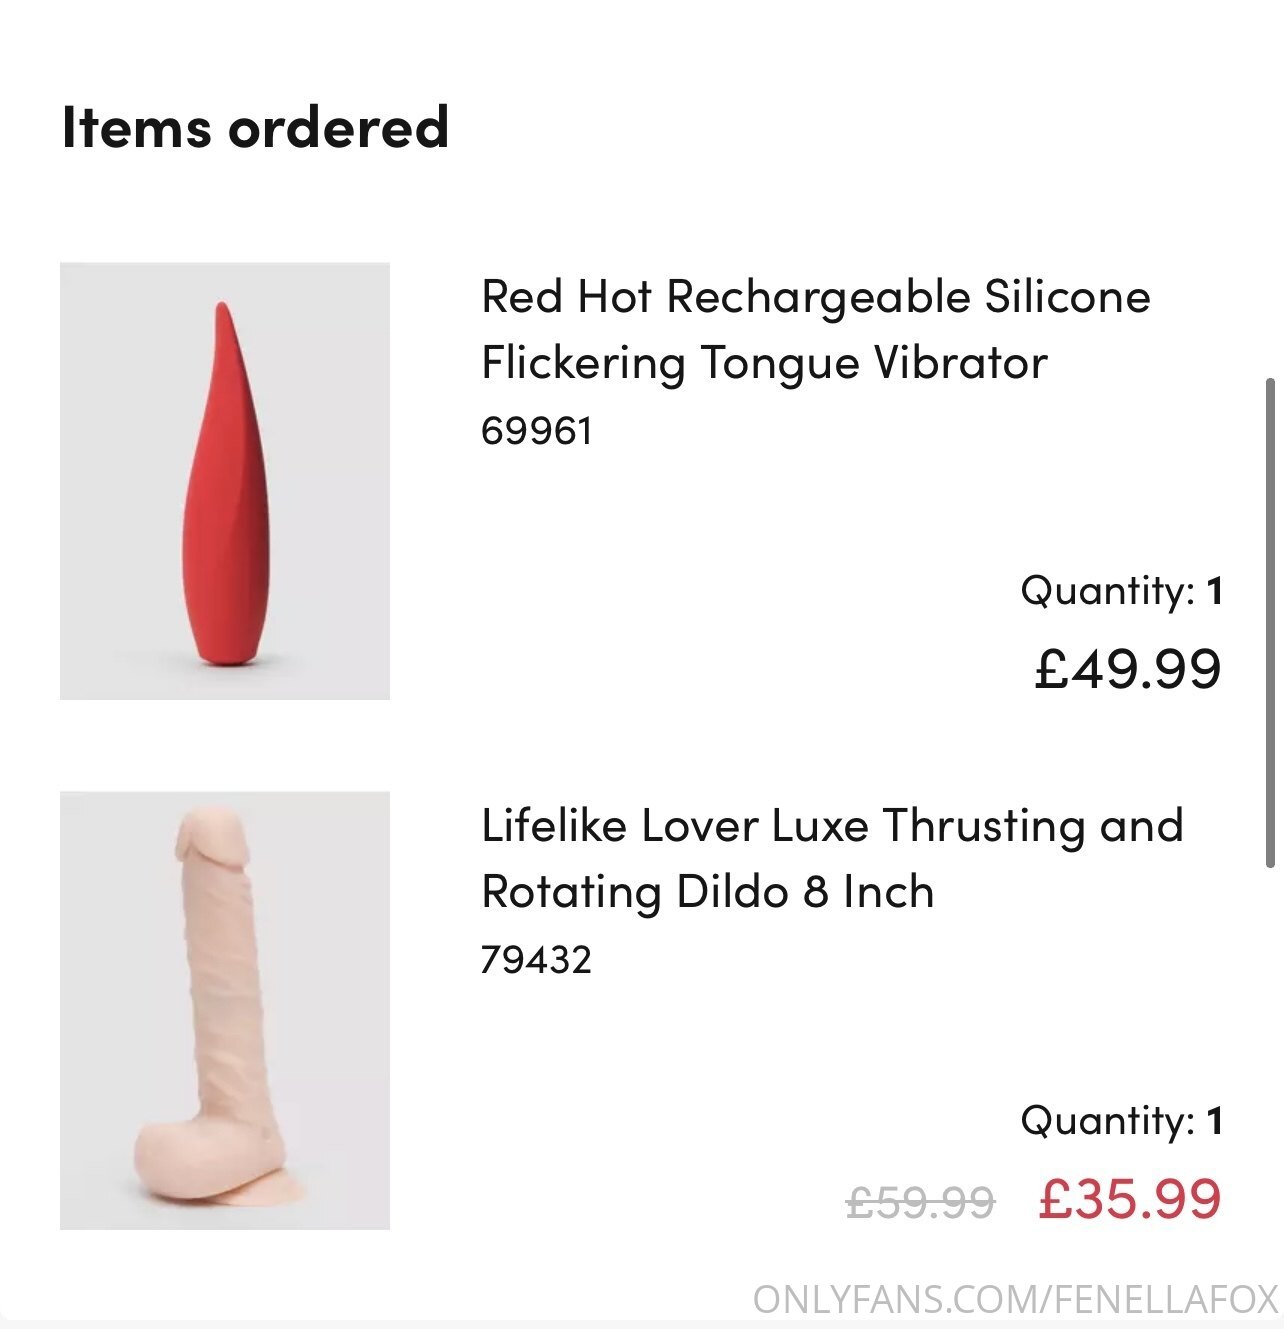 Items ordered
Red Hot Rechargeable Silicone
Flickering Tongue Vibrator
69961
Quantity: 1
£49.99
Lifelike Lover Luxe Thrusting and
Rotating Dildo 8 Inch
79432
Quantity: 1
£59.99 £35.99
ONLYFANS.COM/FENELLAFOX